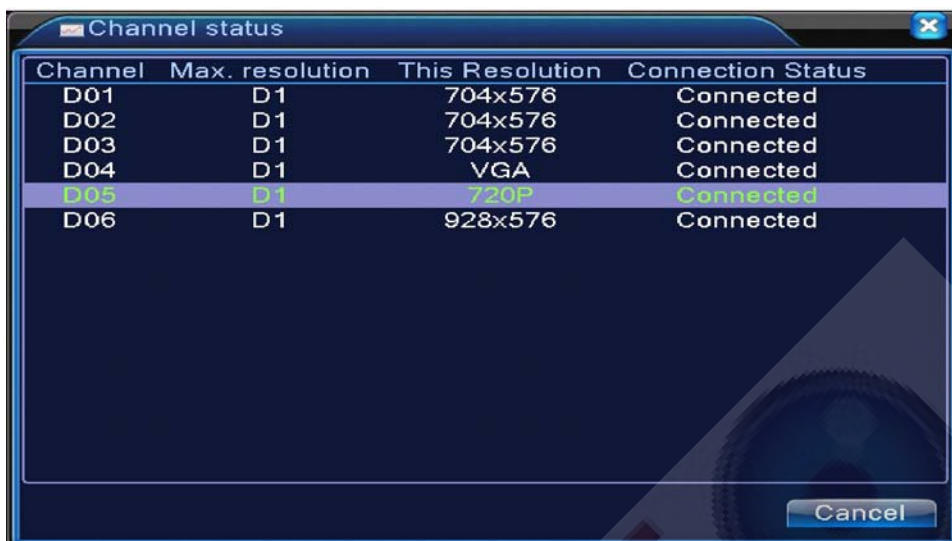 Channel status
Channel Max. resolution This Resolution Connection Status
D01 D1 704x576 Connected
D02 D1 704x576 Connected
D03 D1 704x576 Connected
D04 D1 VGA Connected
D05 D1 720P Connected
D06 D1 928x576 Connected
Cancel